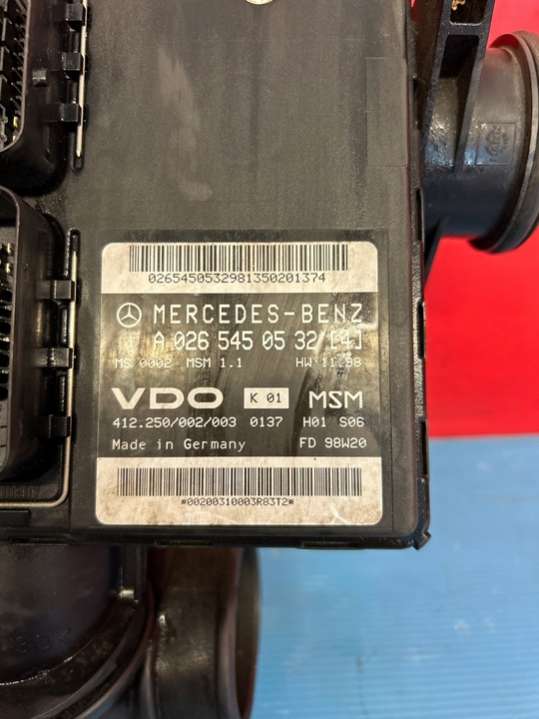 0265450532981350201374
MERCEDES-BENZ
A 026 545 05 32/[4]
MS 0002 MSM 1.1 HW 11.98
VDO K 01 MSM
412.250/002/003 0137 H01 S06
Made in Germany FD 98W20
*00200310003R83T2*